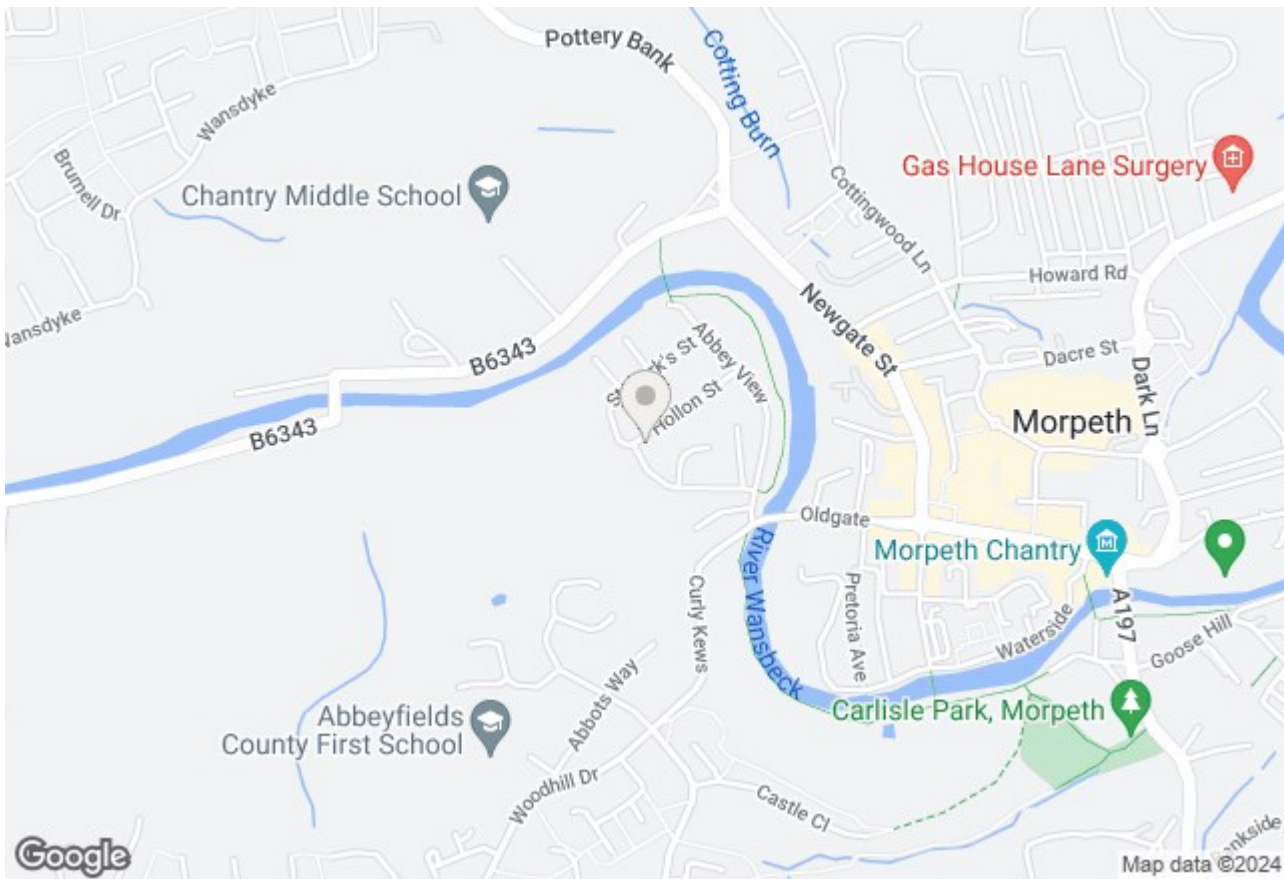 Pottery Bank
Cotting Burn
Wansdyke
Brumell Dr
Chantry Middle School
Gas House Lane Surgery
Cottingwood Ln
Howard Rd
Wansdyke
Newgate St
B6343
Abbey View
Hollon St
Dacre St
Dark Ln
Morpeth
B6343
Oldgate
River Wansbeck
Morpeth Chantry
Pretoria Ave
Curly Kews
Waterside
A197
Goose Hill
Abbots Way
Carlisle Park, Morpeth
Abbeyfields
County First School
Woodhill Dr
Castle Cl
Google
Map data ©2024